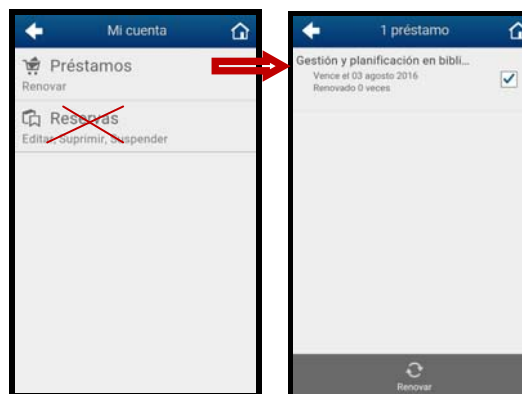 Mi cuenta
Préstamos
Renovar
Reservas
Editar, Suprimir, Suspender
1 préstamo
Gestión y planificación en bibli...
Vence el 03 agosto 2016
Renovado 0 veces
Renovar